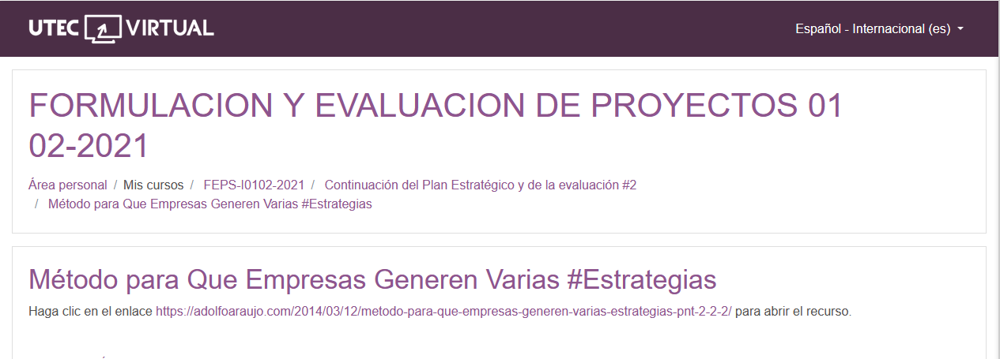 UTEC VIRTUAL
Español - Internacional (es)
FORMULACION Y EVALUACION DE PROYECTOS 01
02-2021
Área personal / Mis cursos / FEPS-I0102-2021 / Continuación del Plan Estratégico y de la evaluación #2
/ Método para Que Empresas Generen Varias #Estrategias
Método para Que Empresas Generen Varias #Estrategias
Haga clic en el enlace https://adolfoaraujo.com/2014/03/12/metodo-para-que-empresas-generen-varias-estrategias-pnt-2-2-2/ para abrir el recurso.